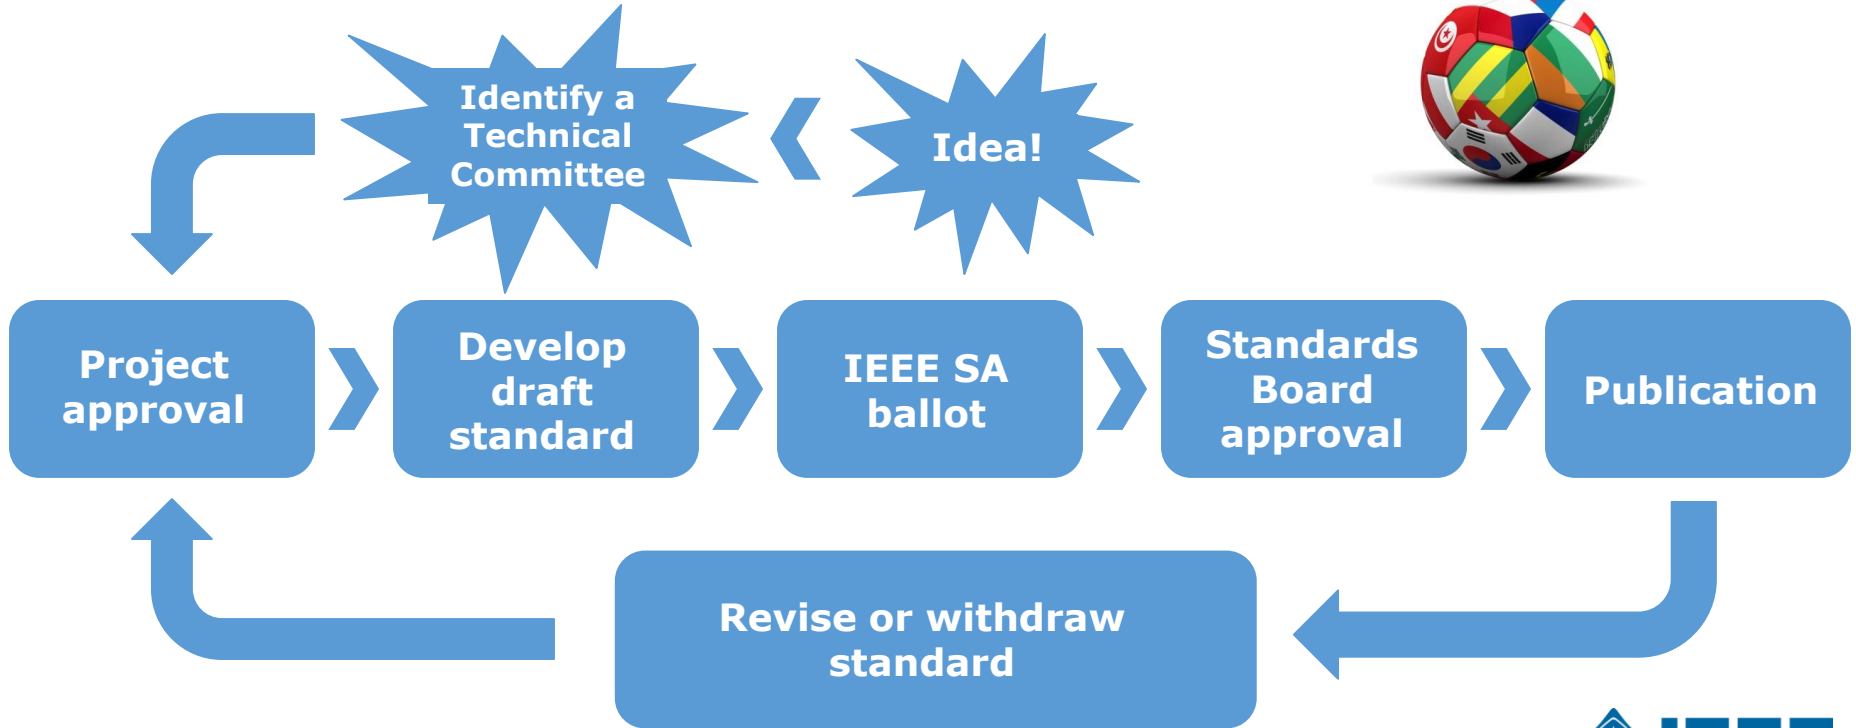 Identify a
Technical
Committee
Idea!
Project
approval
Develop
draft
standard
IEEE SA
ballot
Standards
Board
approval
Publication
Revise or withdraw
standard